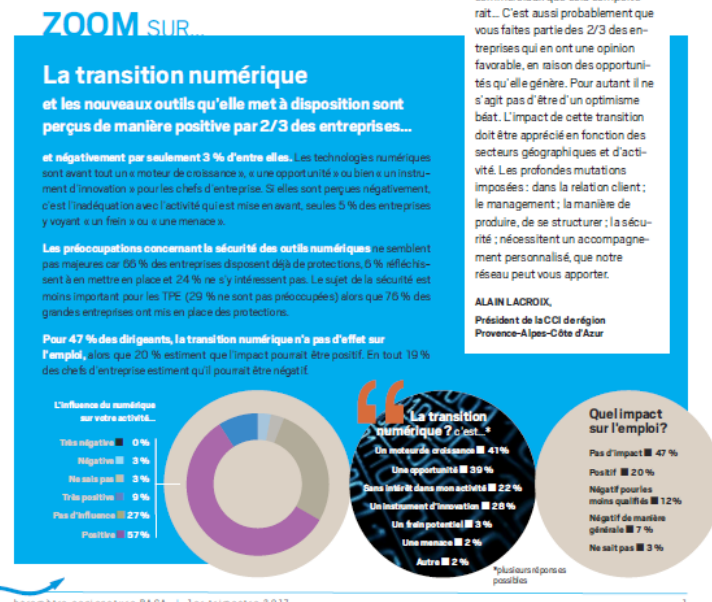 ZOOM SUR...
La transition numérique
et les nouveaux outils qu'elle met à disposition sont
perçus de manière positive par 2/3 des entreprises...
et négativement par seulement 3 % d'entre elles. Les technologies numériques
sont avant tout un « moteur de croissance », « une opportunité » ou bien « un instru-
ment d'innovation » pour les chefs d'entreprise. Si elles sont perçues négativement,
c'est l'inadéquation avec l'activité qui est mise en avant, seules 5 % des entreprises
y voyant « un frein » ou « une menace ».
Les préoccupations concernant la sécurité des outils numériques ne semblent
pas majeures car 66 % des entreprises disposent déjà de protections, 6 % réfléchis-
sent à en mettre en place et 24 % ne s'y intéressent pas. Le sujet de la sécurité est
moins important pour les TPE (29 % ne sont pas préoccupées) alors que 76 % des
grandes entreprises ont mis en place des protections.
Pour 47 % des dirigeants, la transition numérique n'a pas d'effet sur
l'emploi, alors que 20 % estiment que l'impact pourrait être positif. En tout 19 %
des chefs d'entreprise estiment qu'il pourrait être négatif.
rait... C'est aussi probablement que
vous faites partie des 2/3 des en-
treprises qui en ont une opinion
favorable, en raison des opportuni-
tés qu'elle génère. Pour autant il ne
s'agit pas d'être d'un optimisme
béat. L'impact de cette transition
doit être apprécié en fonction des
secteurs géographiques et d'acti-
vité. Les profondes mutations
imposées : dans la relation client ;
le management ; la manière de
produire, de se structurer ; la sécu-
rité ; nécessitent un accompagne-
ment personnalisé, que notre
réseau peut vous apporter.
ALAIN LACROIX,
Président de la CCI de région
Provence-Alpes-Côte d'Azur
L'influence du numérique
sur votre activité...
Très négative 0 %
Négative 3 %
Ne sais pas 3 %
Très positive 9 %
Pas d'influence 27 %
Positive 57 %
La transition
numérique ? c'est...*
Un moteur de croissance 41 %
Une opportunité 39 %
Sans intérêt dans mon activité 22 %
Un instrument d'innovation 28 %
Un frein potentiel 3 %
Une menace 2 %
Autre 2 %
*plusieurs réponses
possibles
Quel impact
sur l'emploi?
Pas d'impact 47 %
Positif 20 %
Négatif pour les
moins qualifiés 12%
Négatif de manière
générale 7 %
Ne sait pas 3 %